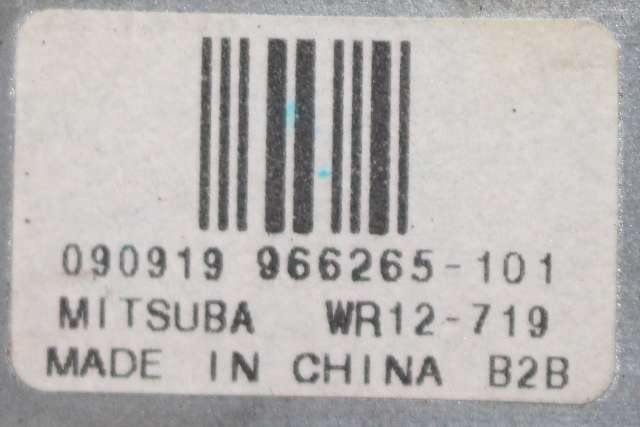 090919 966265-101
MITSUBA WR12-719
MADE IN CHINA B2B